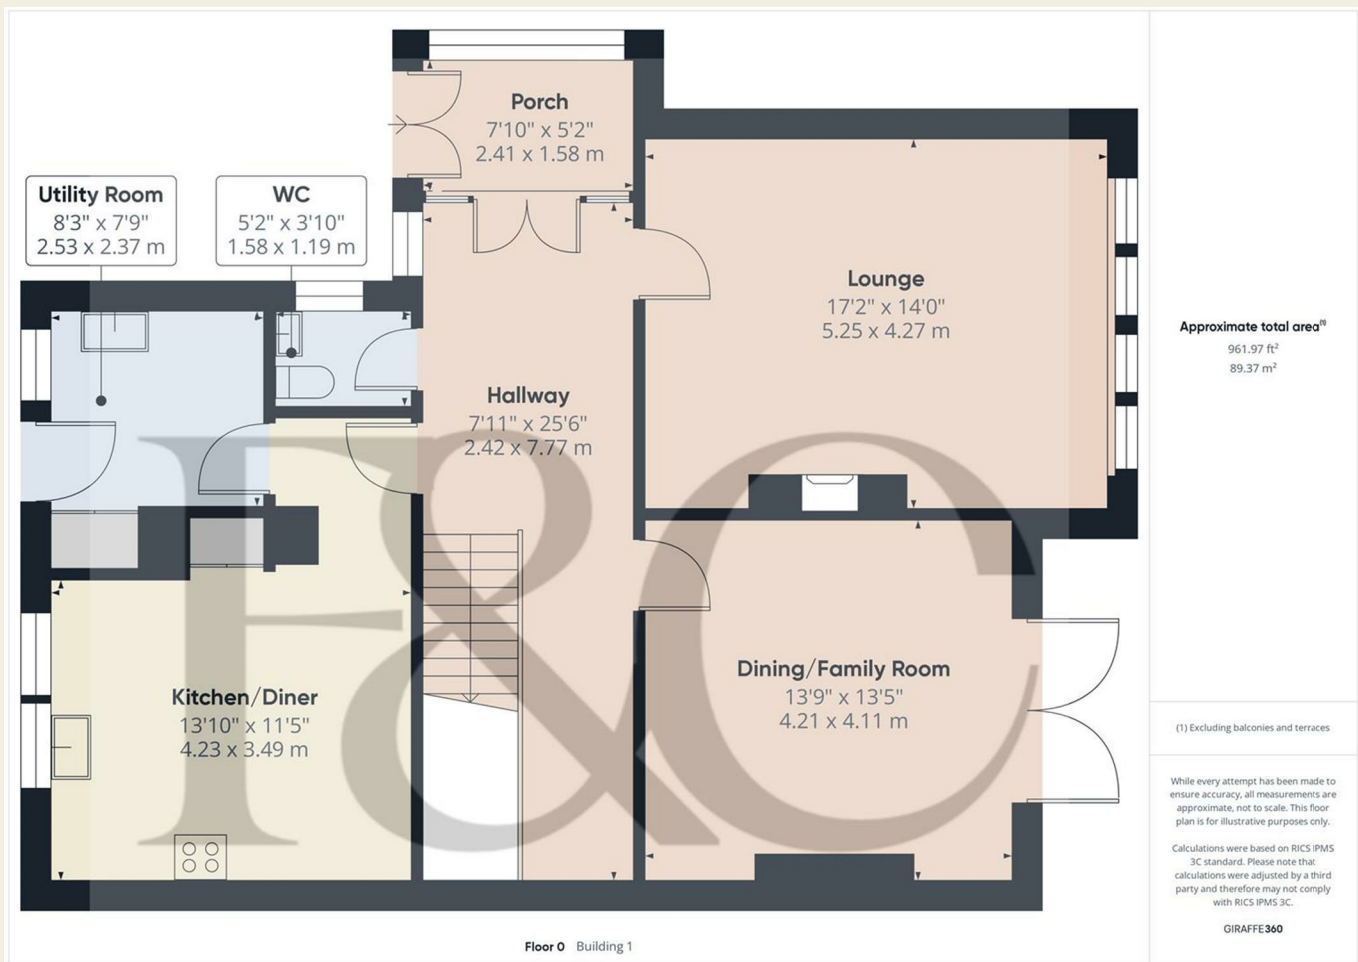 Porch
7'10" x 5'2"
2.41 x 1.58 m
Utility Room
8'3" x 7'9"
2.53 x 2.37 m
WC
5'2" x 3'10"
1.58 x 1.19 m
Lounge
17'2" x 14'0"
5.25 x 4.27 m
Hallway
7'11" x 25'6"
2.42 x 7.77 m
Kitchen/Diner
13'10" x 11'5"
4.23 x 3.49 m
Dining/Family Room
13'9" x 13'5"
4.21 x 4.11 m
F&C
Floor 0 Building 1
Approximate total area(1)
961.97 ft²
89.37 m²
(1) Excluding balconies and terraces
While every attempt has been made to
ensure accuracy, all measurements are
approximate, not to scale. This floor
plan is for illustrative purposes only.
Calculations were based on RICS IPMS
3C standard. Please note that
calculations were adjusted by a third
party and therefore may not comply
with RICS IPMS 3C.
GIRAFFE360